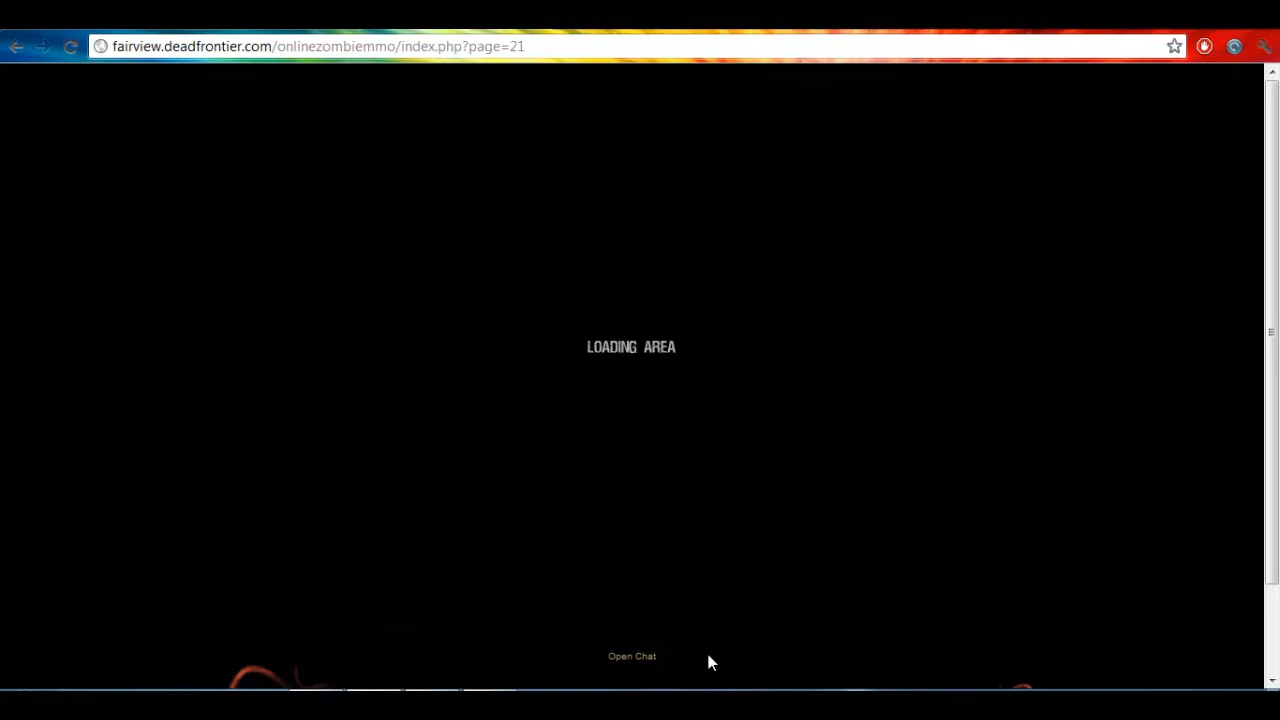 fairview.deadfrontier.com/onlinezombiemmo/index.php?page=21
LOADING AREA
Open Chat